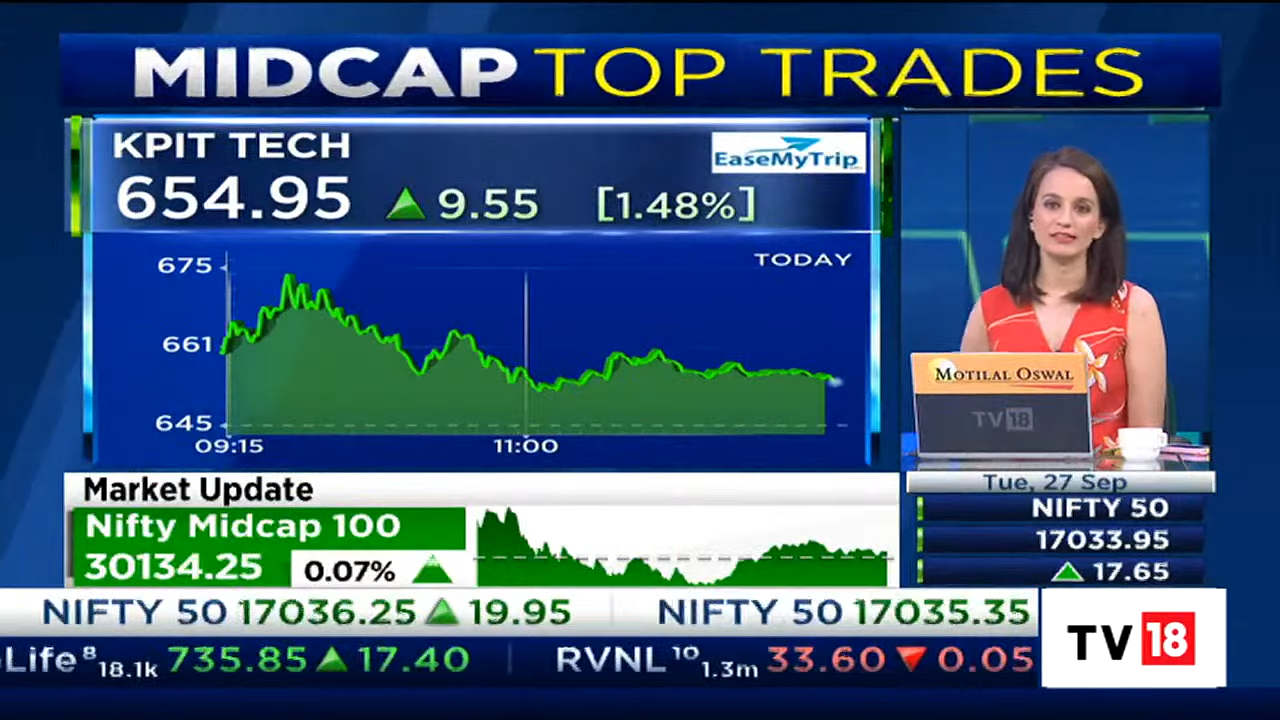 MIDCAP TOP TRADES
KPIT TECH
654.95 ▲ 9.55 [1.48%]
EaseMyTrip
TODAY
675
661
645
09:15 11:00
MOTILAL OSWAL
TV18
Tue, 27 Sep
NIFTY 50
17033.95
▲ 17.65
Market Update
Nifty Midcap 100
30134.25 0.07% ▲
NIFTY 50 17036.25 ▲ 19.95 NIFTY 50 17035.35
-Life 8 18.1k 735.85 ▲ 17.40 RVNL 10 1.3m 33.60 ▼ 0.05
TV18